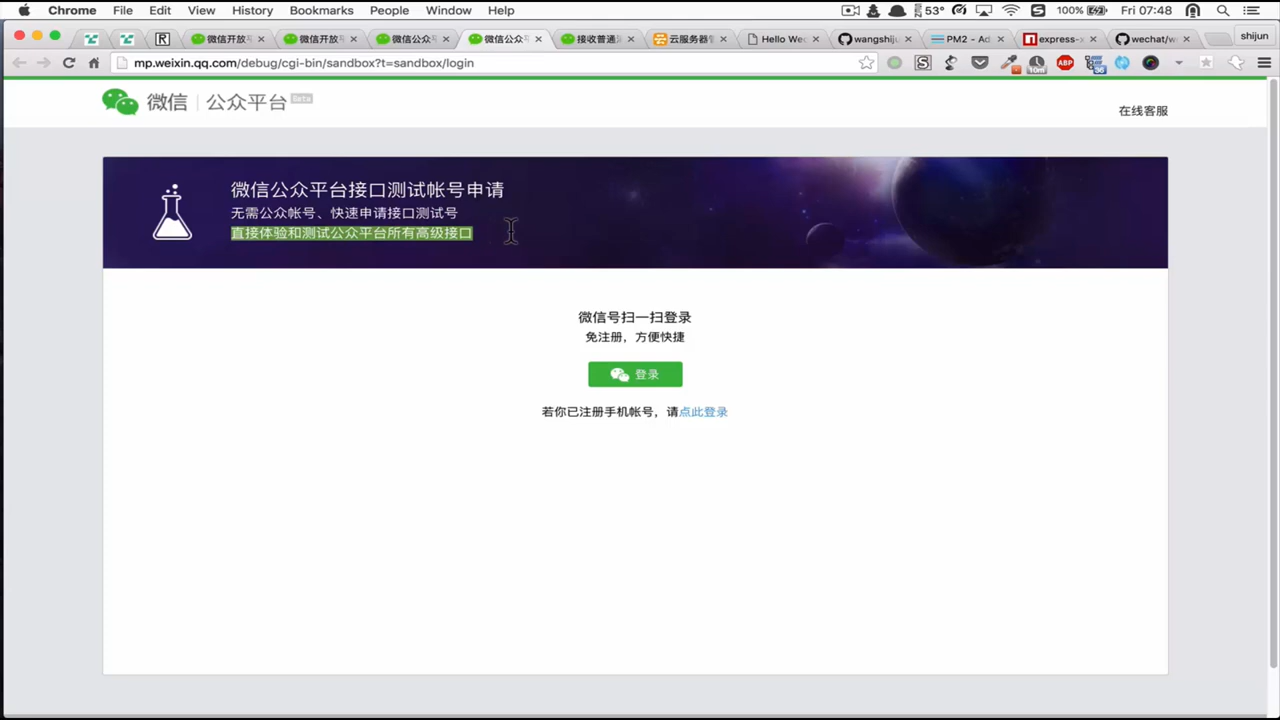 Chrome File Edit View History Bookmarks People Window Help 53° 100% Fri 07:48
微信开放 微信开放 微信公众 微信公众 接收普通 云服务器 Hello Wec wangshiju PM2 - Ad express-x wechat/w shijun
mp.weixin.qq.com/debug/cgi-bin/sandbox?t=sandbox/login
微信 | 公众平台 Beta
在线客服
微信公众平台接口测试帐号申请
无需公众帐号、快速申请接口测试号
直接体验和测试公众平台所有高级接口
微信号扫一扫登录
免注册，方便快捷
登录
若你已注册手机帐号，请点此登录